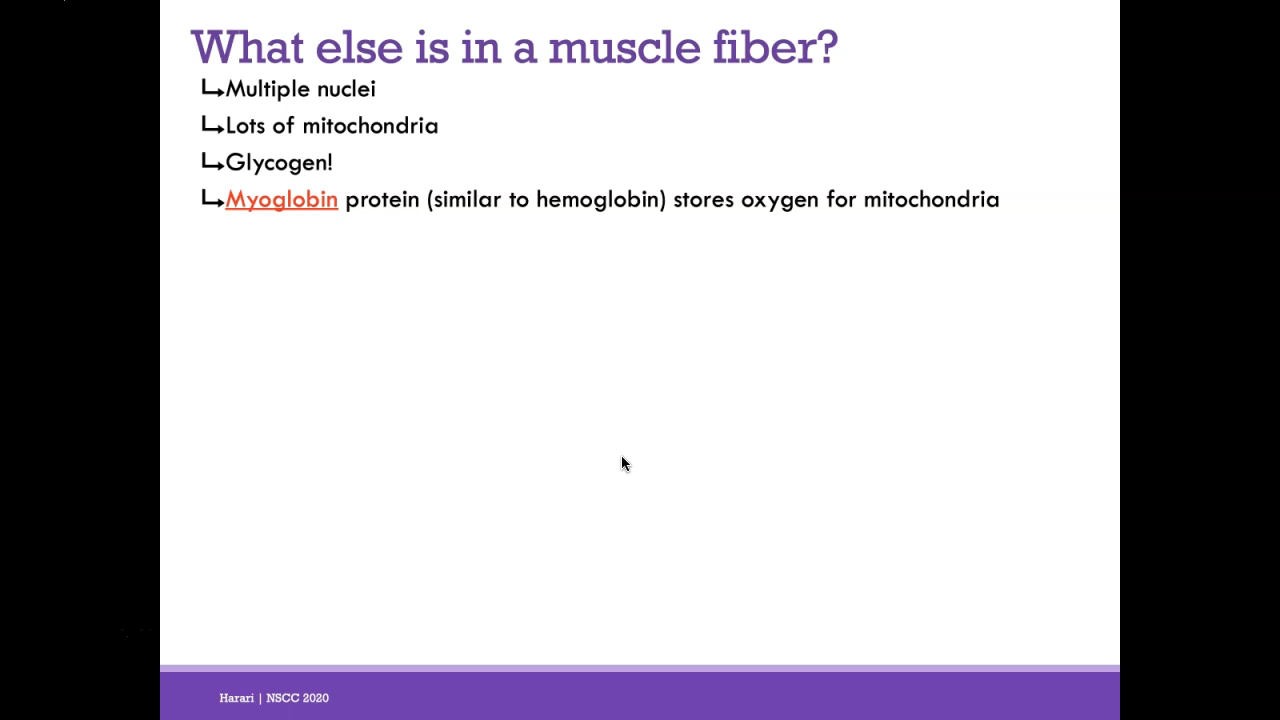 What else is in a muscle fiber?
Multiple nuclei
Lots of mitochondria
Glycogen!
Myoglobin protein (similar to hemoglobin) stores oxygen for mitochondria
Harari | NSCC 2020